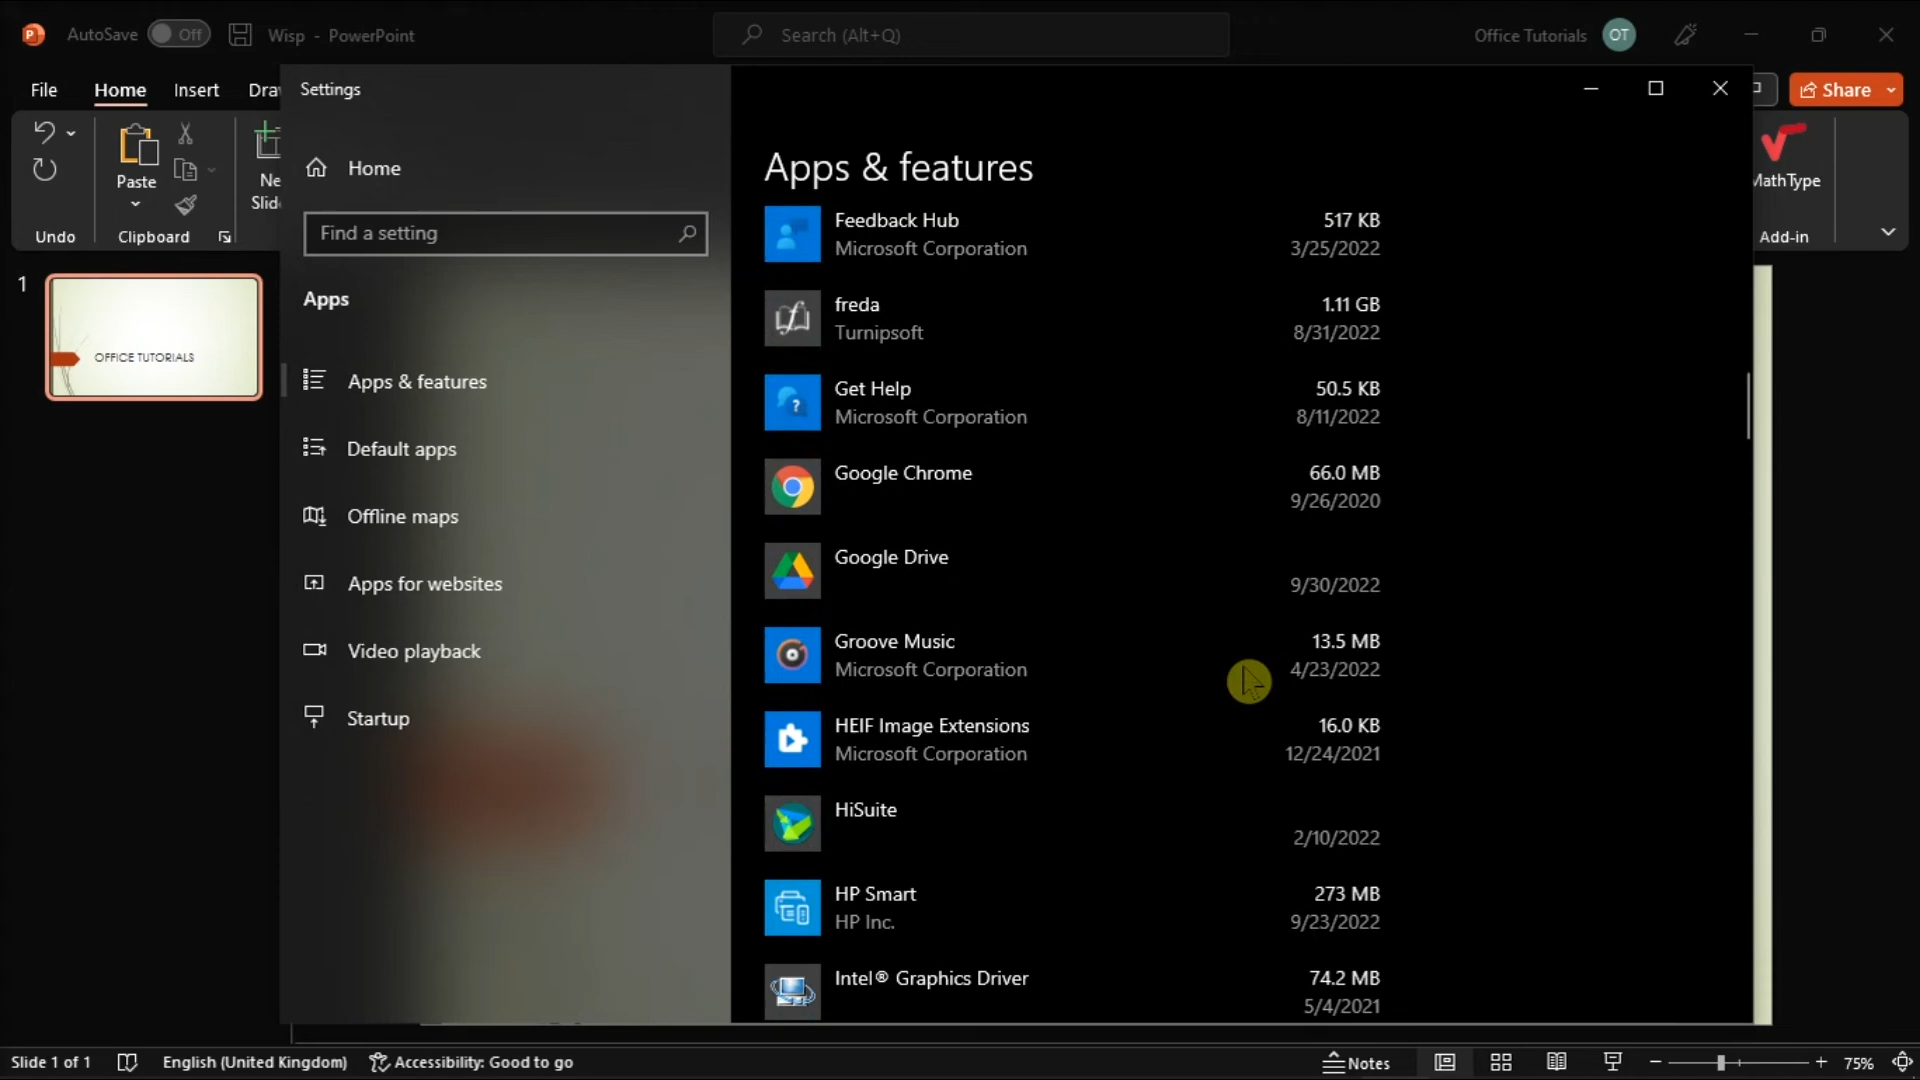 AutoSave Off Wisp - PowerPoint Search (Alt+Q) Office Tutorials OT
File Home Insert Share
Settings
Undo
Paste
Clipboard
MathType
Add-in
1
OFFICE TUTORIALS
Home
Find a setting
Apps
Apps & features
Default apps
Offline maps
Apps for websites
Video playback
Startup
Apps & features
Feedback Hub 517 KB
Microsoft Corporation 3/25/2022
freda 1.11 GB
Turnipsoft 8/31/2022
Get Help 50.5 KB
Microsoft Corporation 8/11/2022
Google Chrome 66.0 MB
9/26/2020
Google Drive
9/30/2022
Groove Music 13.5 MB
Microsoft Corporation 4/23/2022
HEIF Image Extensions 16.0 KB
Microsoft Corporation 12/24/2021
HiSuite
2/10/2022
HP Smart 273 MB
HP Inc. 9/23/2022
Intel® Graphics Driver 74.2 MB
5/4/2021
Slide 1 of 1 English (United Kingdom) Accessibility: Good to go Notes 75%